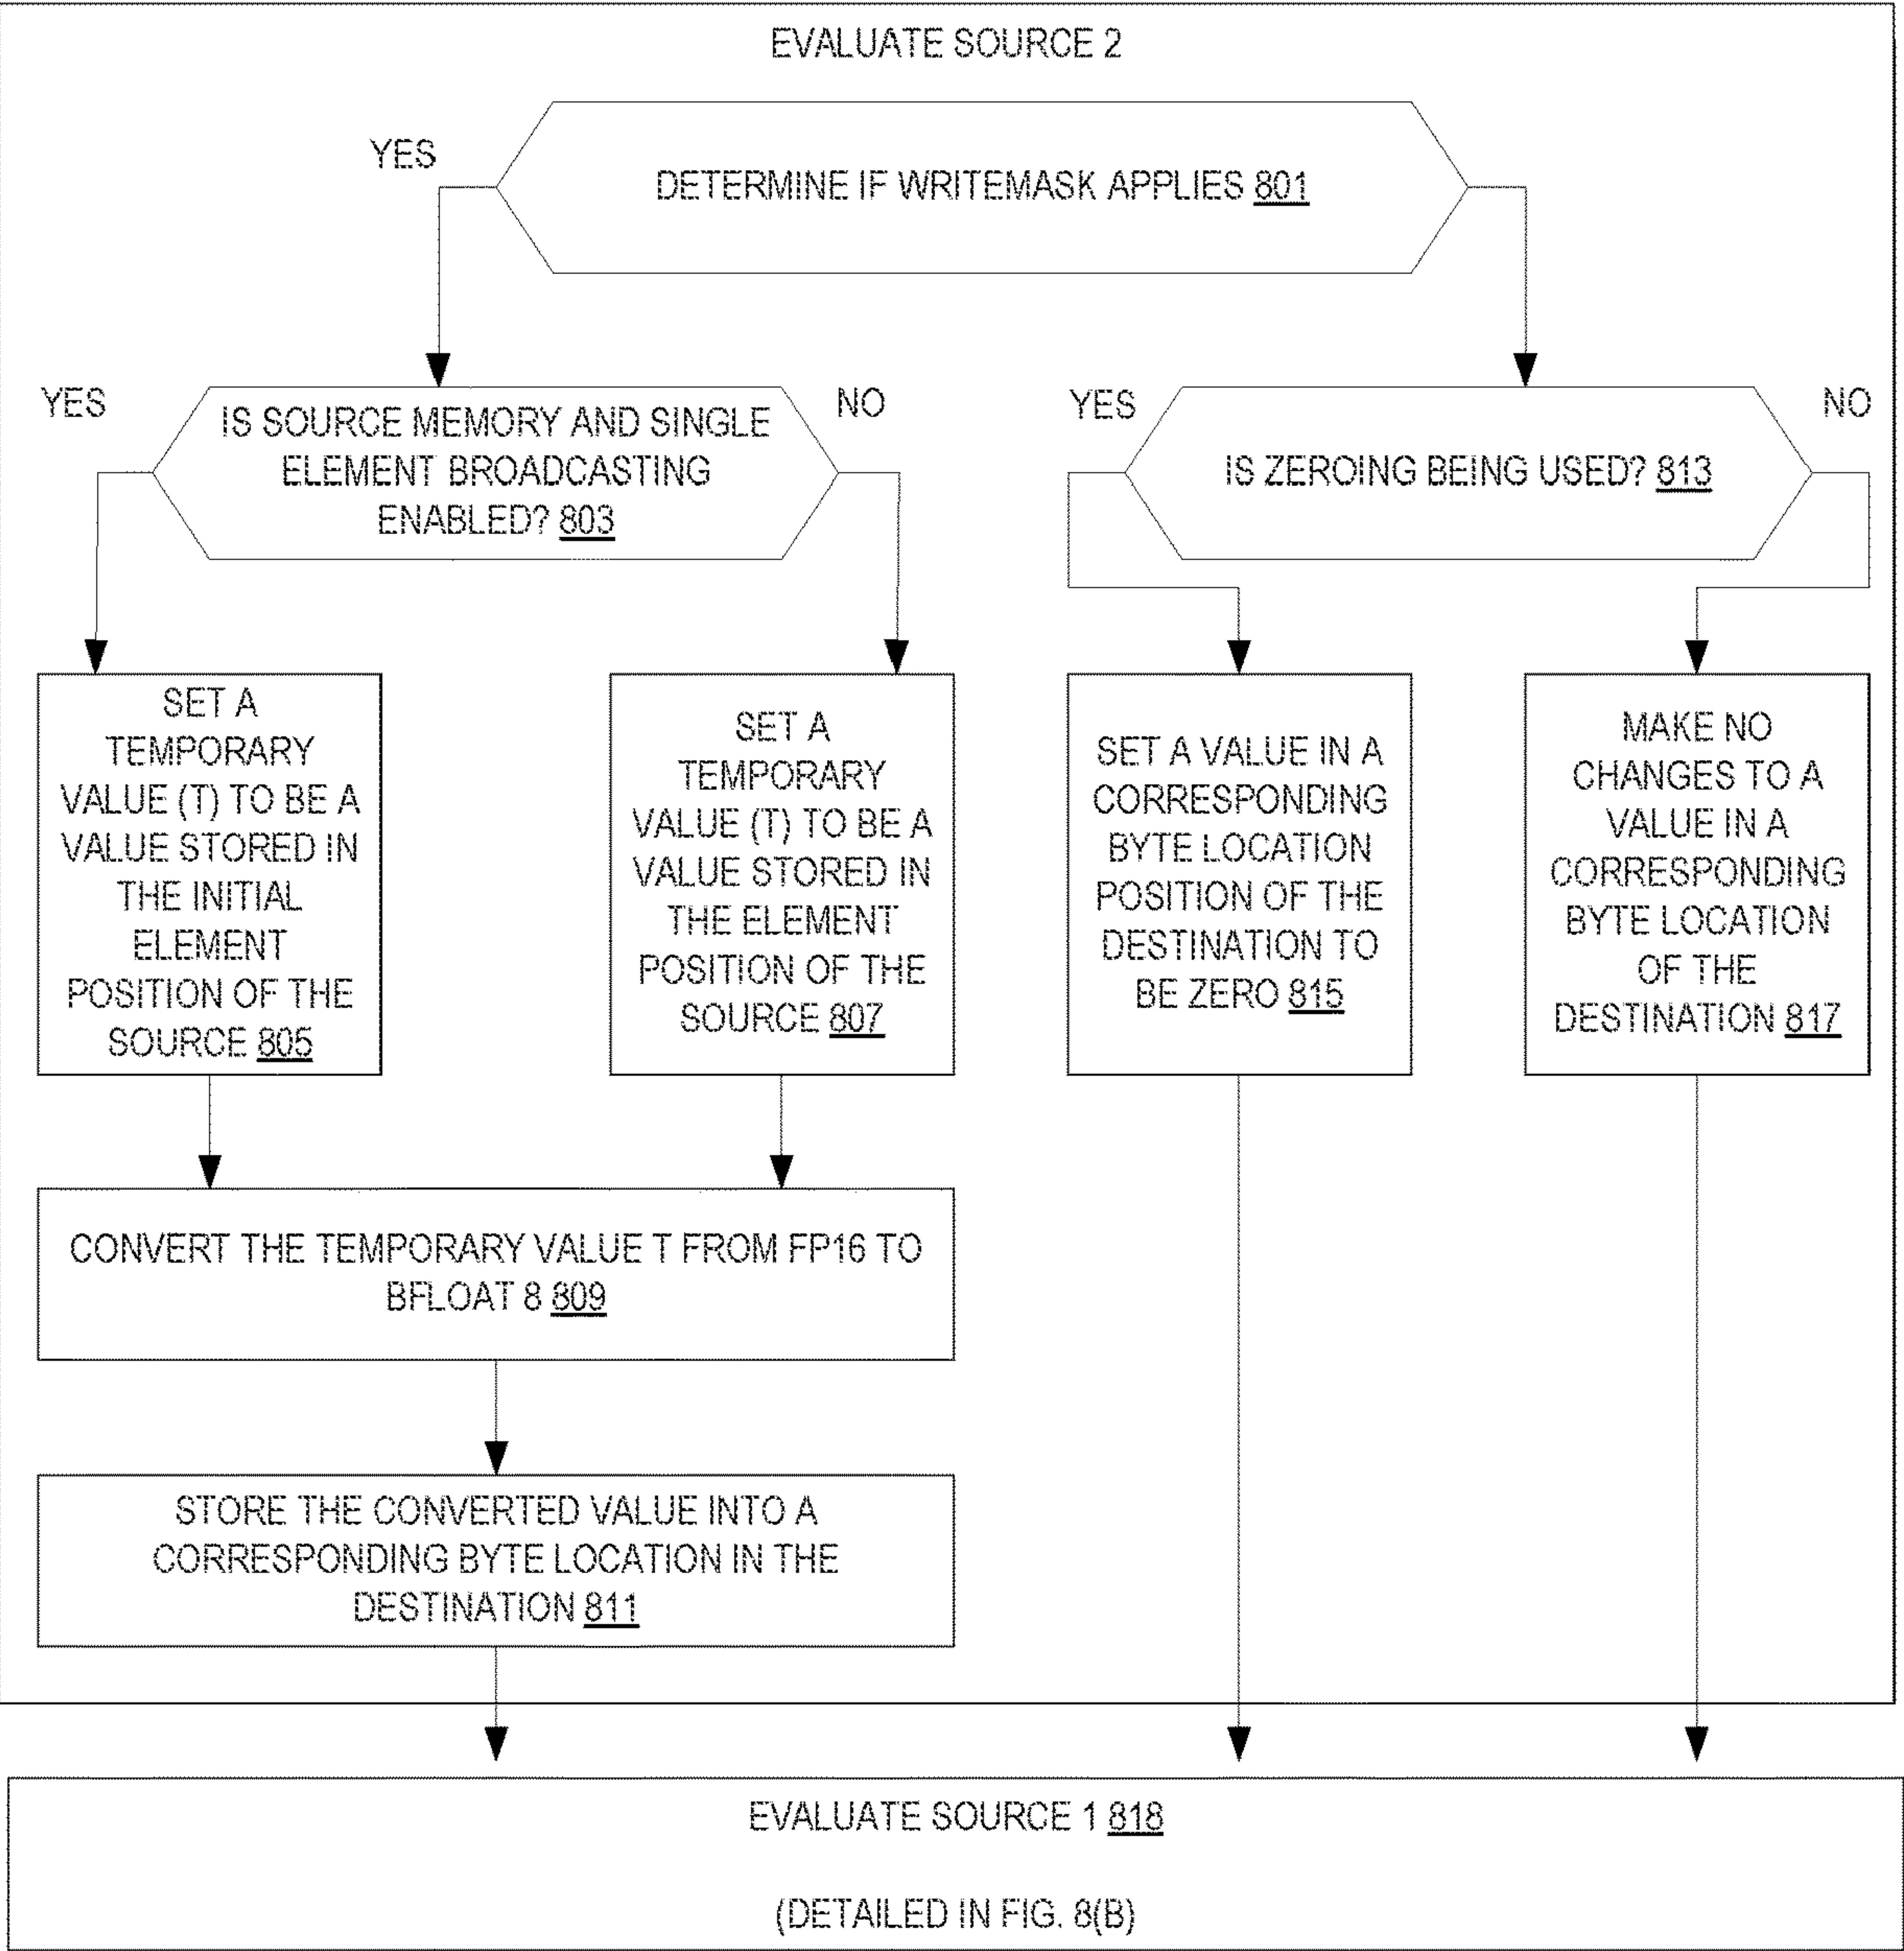 EVALUATE SOURCE 2
YES
DETERMINE IF WRITEMASK APPLIES 801
YES
IS SOURCE MEMORY AND SINGLE
ELEMENT BROADCASTING
ENABLED? 803
NO
YES
IS ZEROING BEING USED? 813
NO
SET A
TEMPORARY
VALUE (T) TO BE A
VALUE STORED IN
THE INITIAL
ELEMENT
POSITION OF THE
SOURCE 805
SET A
TEMPORARY
VALUE (T) TO BE A
VALUE STORED IN
THE ELEMENT
POSITION OF THE
SOURCE 807
SET A VALUE IN A
CORRESPONDING
BYTE LOCATION
POSITION OF THE
DESTINATION TO
BE ZERO 815
MAKE NO
CHANGES TO A
VALUE IN A
CORRESPONDING
BYTE LOCATION
OF THE
DESTINATION 817
CONVERT THE TEMPORARY VALUE T FROM FP16 TO
BFLOAT 8 809
STORE THE CONVERTED VALUE INTO A
CORRESPONDING BYTE LOCATION IN THE
DESTINATION 811
EVALUATE SOURCE 1 818
(DETAILED IN FIG. 8(B)